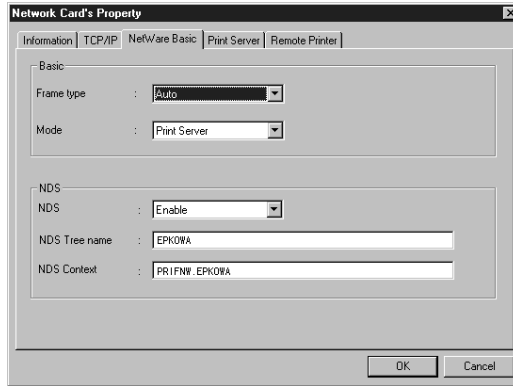 Network Card's Property
Information TCP/IP NetWare Basic Print Server Remote Printer
Basic
Frame type : Auto
Mode : Print Server
NDS
NDS : Enable
NDS Tree name : EPKOWA
NDS Context : PRIFNW.EPKOWA
OK Cancel